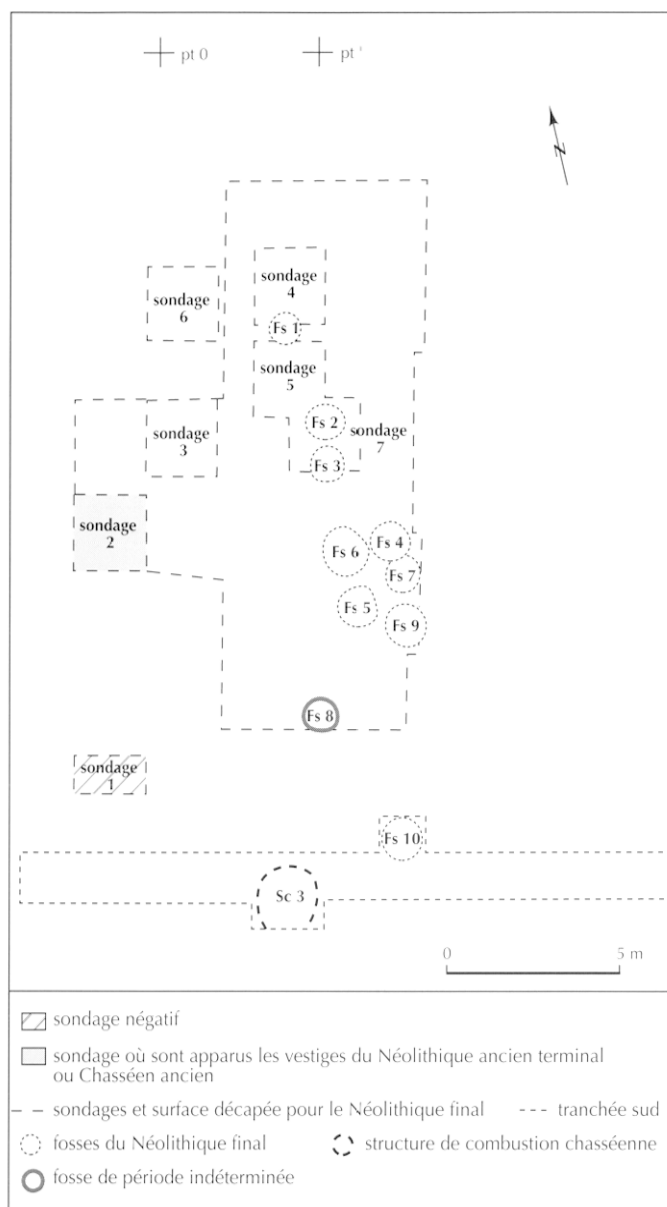 pt 0
pt
N
sondage
4
sondage
6
Fs 1
sondage
5
Fs 2
sondage
7
sondage
3
Fs 3
sondage
2
Fs 4
Fs 6
Fs 7
Fs 5
Fs 9
Fs 8
sondage
1
Fs 10
Sc 3
0
5 m
sondage négatif
sondage où sont apparus les vestiges du Néolithique ancien terminal
ou Chasséen ancien
sondages et surface décapée pour le Néolithique final
tranchée sud
fosses du Néolithique final
structure de combustion chasséenne
fosse de période indéterminée